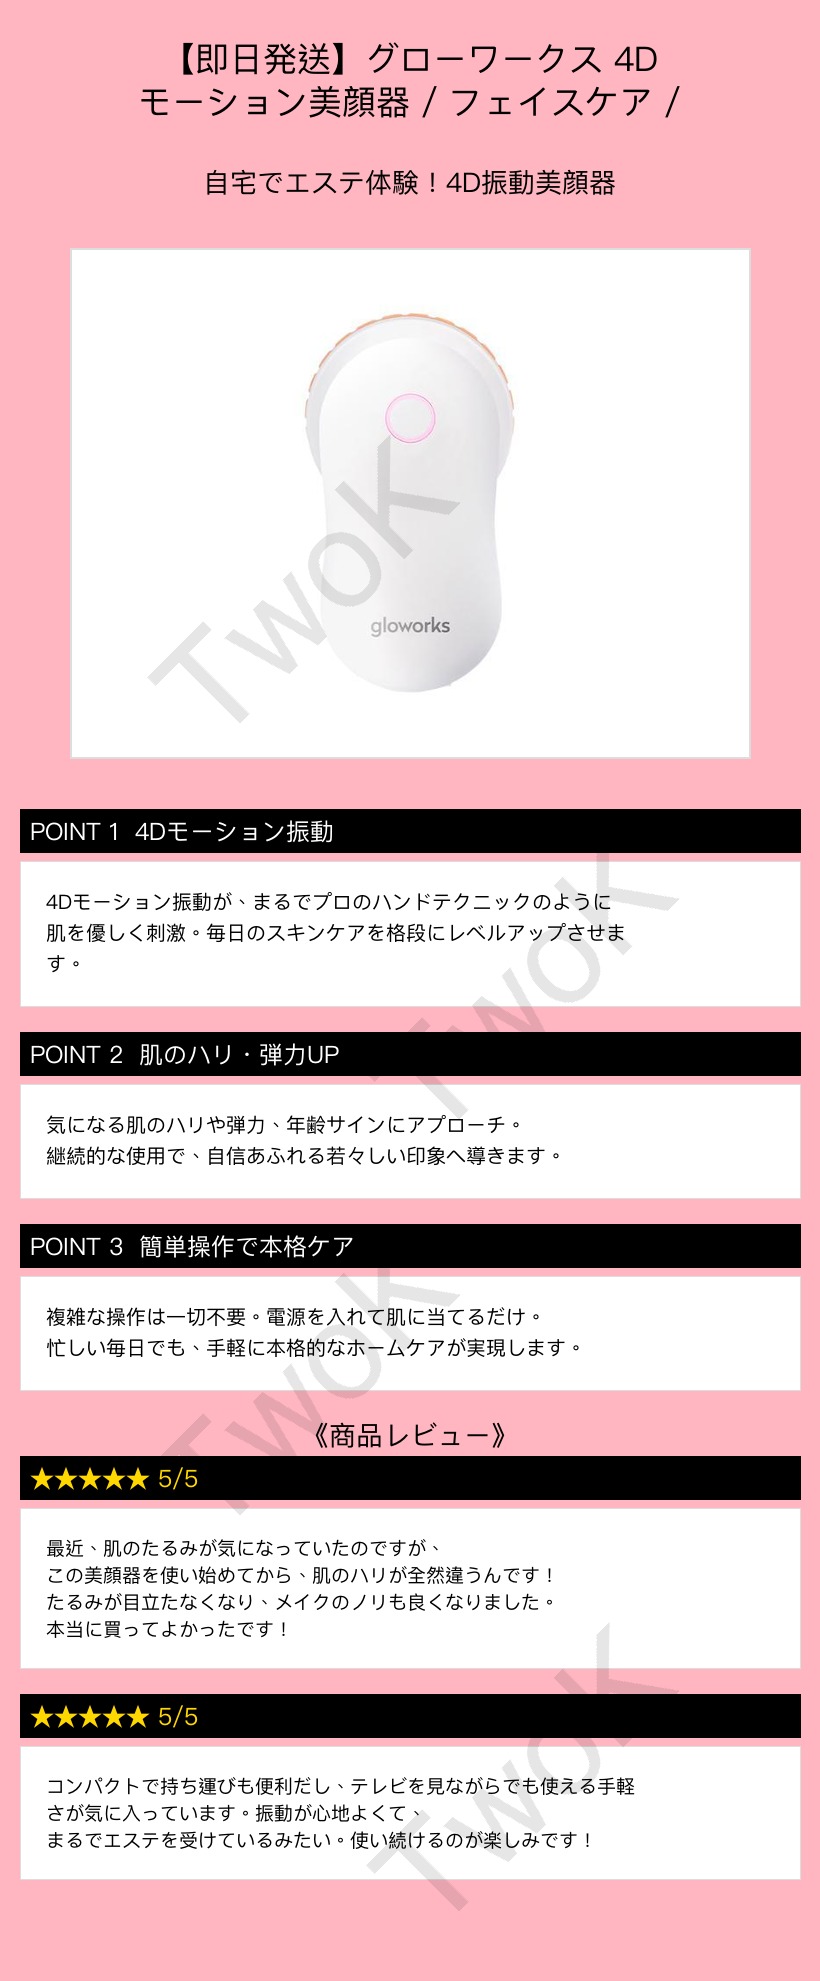 【即日発送】グローワークス 4D
モーション美顔器 / フェイスケア /
自宅でエステ体験！4D振動美顔器
gloworks
TwoK
POINT 1 4Dモーション振動
4Dモーション振動が、まるでプロのハンドテクニックのように
肌を優しく刺激。毎日のスキンケアを格段にレベルアップさせま
す。
TwoK
POINT 2 肌のハリ・弾力UP
気になる肌のハリや弾力、年齢サインにアプローチ。
継続的な使用で、自信あふれる若々しい印象へ導きます。
POINT 3 簡単操作で本格ケア
複雑な操作は一切不要。電源を入れて肌に当てるだけ。
忙しい毎日でも、手軽に本格的なホームケアが実現します。
TwoK
《商品レビュー》
★★★★★ 5/5
最近、肌のたるみが気になっていたのですが、
この美顔器を使い始めてから、肌のハリが全然違うんです！
たるみが目立たなくなり、メイクのノリも良くなりました。
本当に買ってよかったです！
★★★★★ 5/5
コンパクトで持ち運びも便利だし、テレビを見ながらでも使える手軽
さが気に入っています。振動が心地よくて、
まるでエステを受けているみたい。使い続けるのが楽しみです！
TwoK